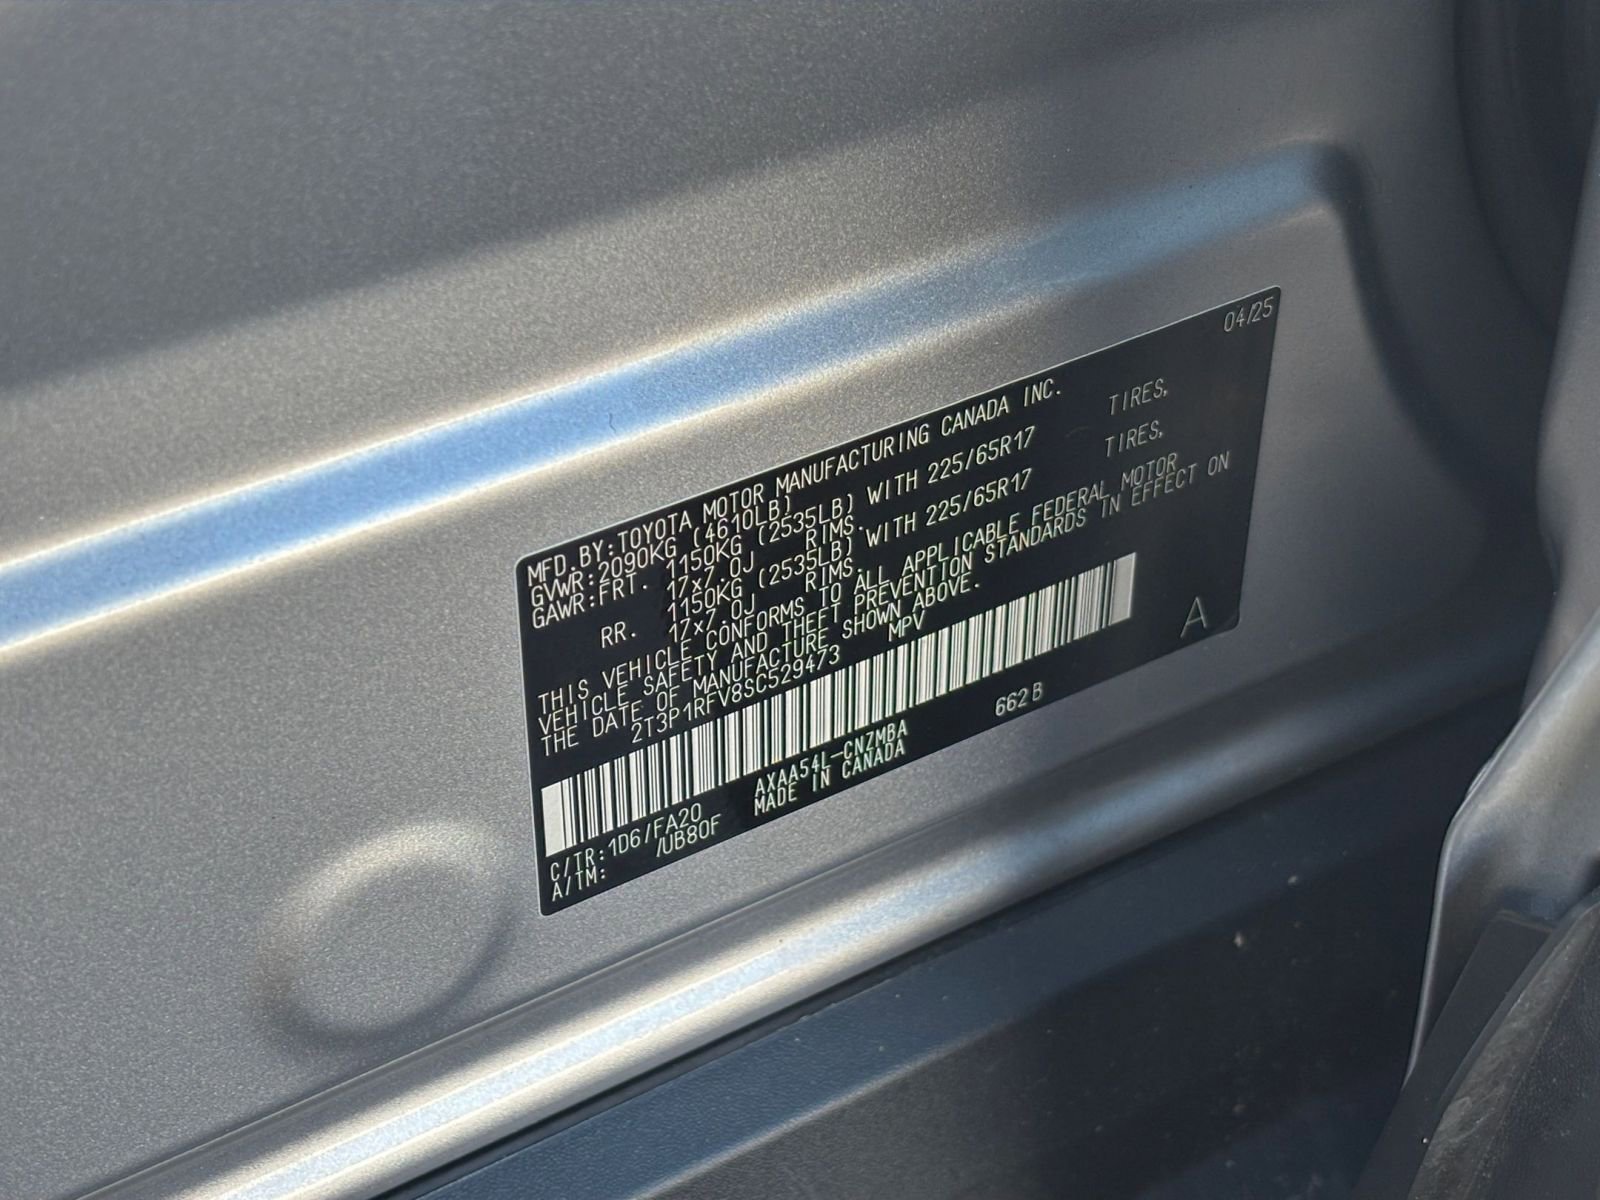 04/25
MFD.BY:TOYOTA MOTOR MANUFACTURING CANADA INC.
GVWR:2090KG (4610LB)
GAWR:FRT. 1150KG (2535LB) WITH 225/65R17 TIRES,
17x7.0J RIMS.
RR. 1150KG (2535LB) WITH 225/65R17 TIRES,
17x7.0J RIMS.
THIS VEHICLE CONFORMS TO ALL APPLICABLE FEDERAL MOTOR
VEHICLE SAFETY AND THEFT PREVENTION STANDARDS IN EFFECT ON
THE DATE OF MANUFACTURE SHOWN ABOVE.
2T3P1RFV8SC529473 MPV
A
C/TR:1D6/FA20 AXAA54L-CNZMBA 662B
A/TM: /UB80F MADE IN CANADA